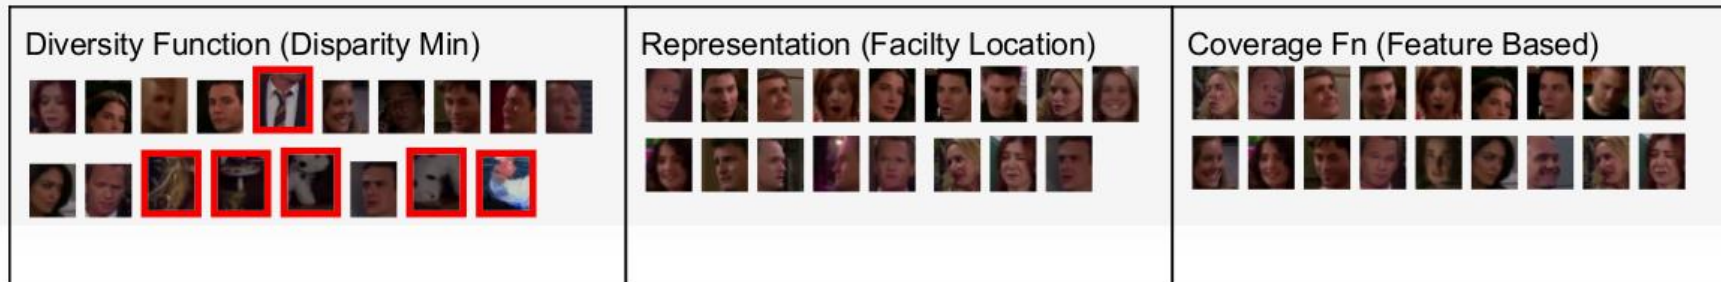 Diversity Function (Disparity Min)
Representation (Facilty Location)
Coverage Fn (Feature Based)